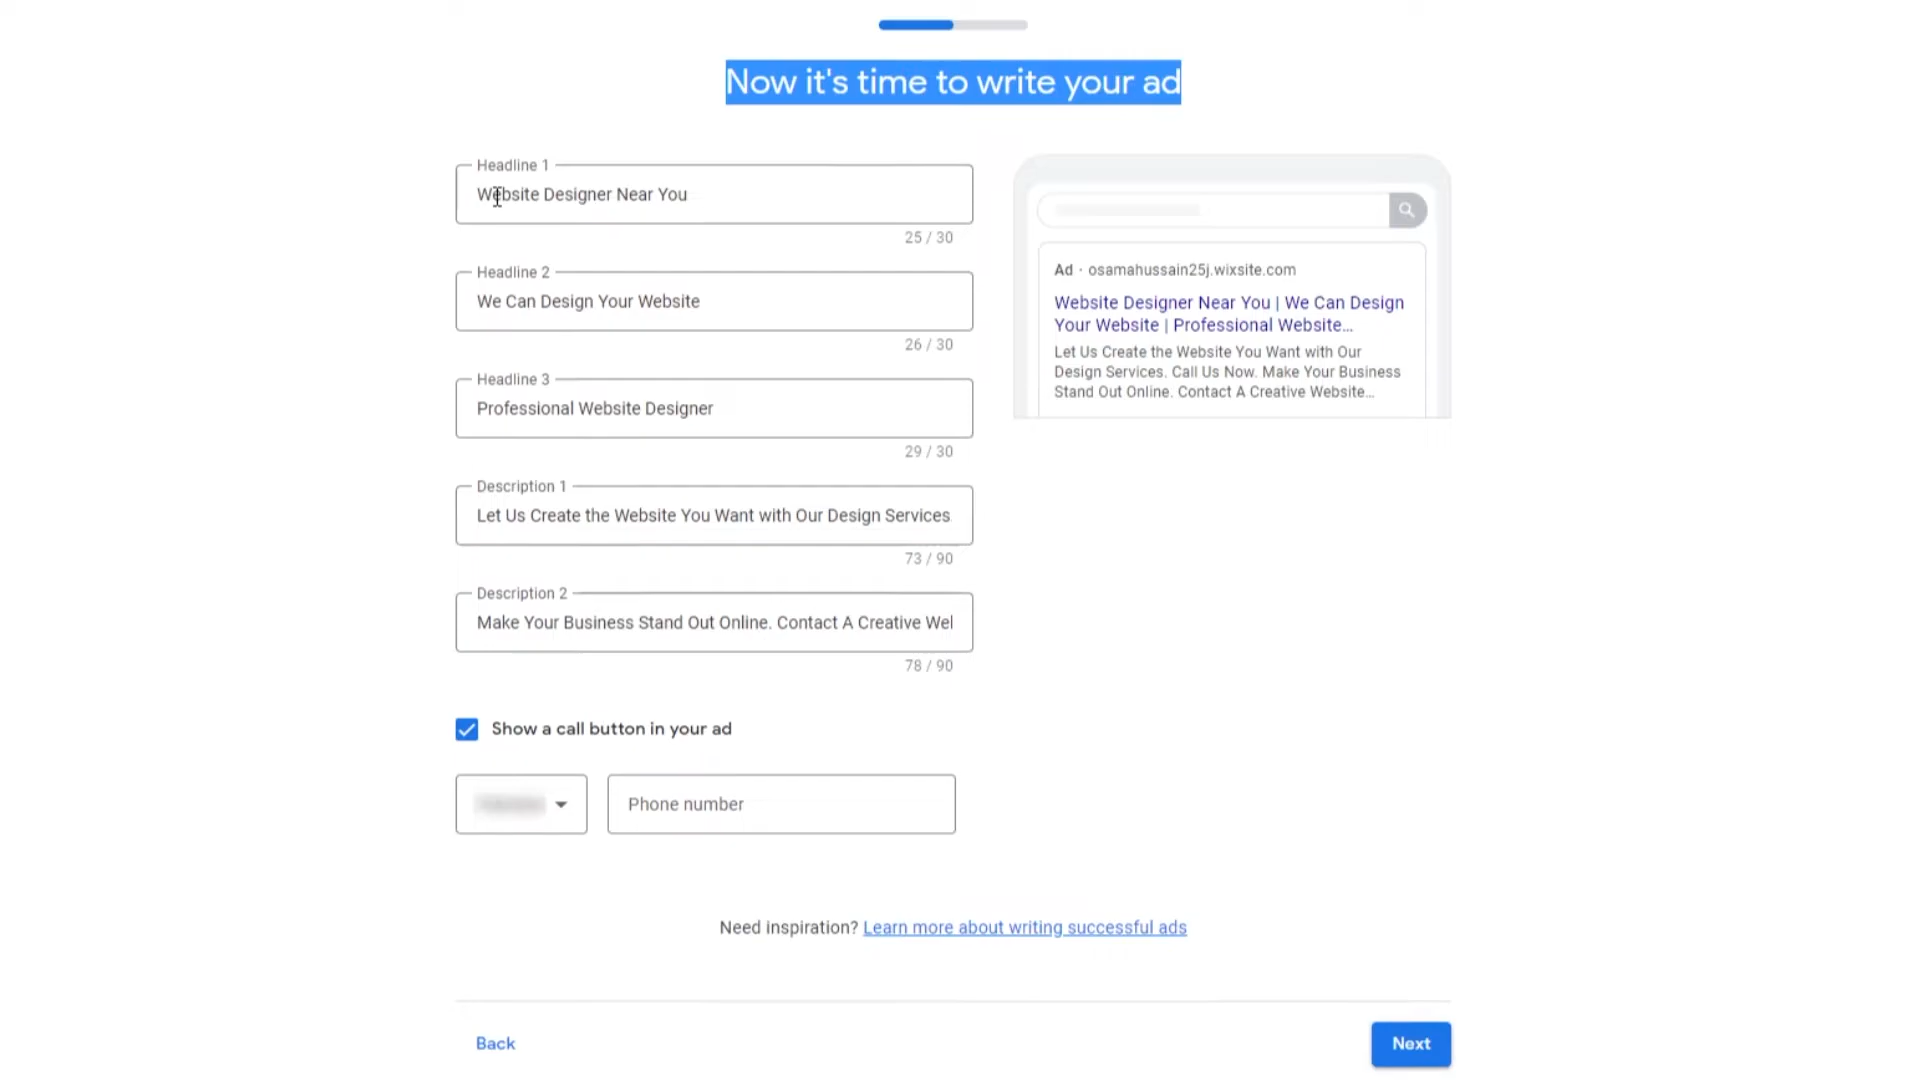 Now it's time to write your ad
Headline 1
Website Designer Near You
25 / 30
Headline 2
We Can Design Your Website
26 / 30
Headline 3
Professional Website Designer
29 / 30
Description 1
Let Us Create the Website You Want with Our Design Services
73 / 90
Description 2
Make Your Business Stand Out Online. Contact A Creative Wel
78 / 90
Show a call button in your ad
Phone number
Ad · osamahussain25j.wixsite.com
Website Designer Near You | We Can Design
Your Website | Professional Website...
Let Us Create the Website You Want with Our
Design Services. Call Us Now. Make Your Business
Stand Out Online. Contact A Creative Website...
Need inspiration? Learn more about writing successful ads
Back
Next